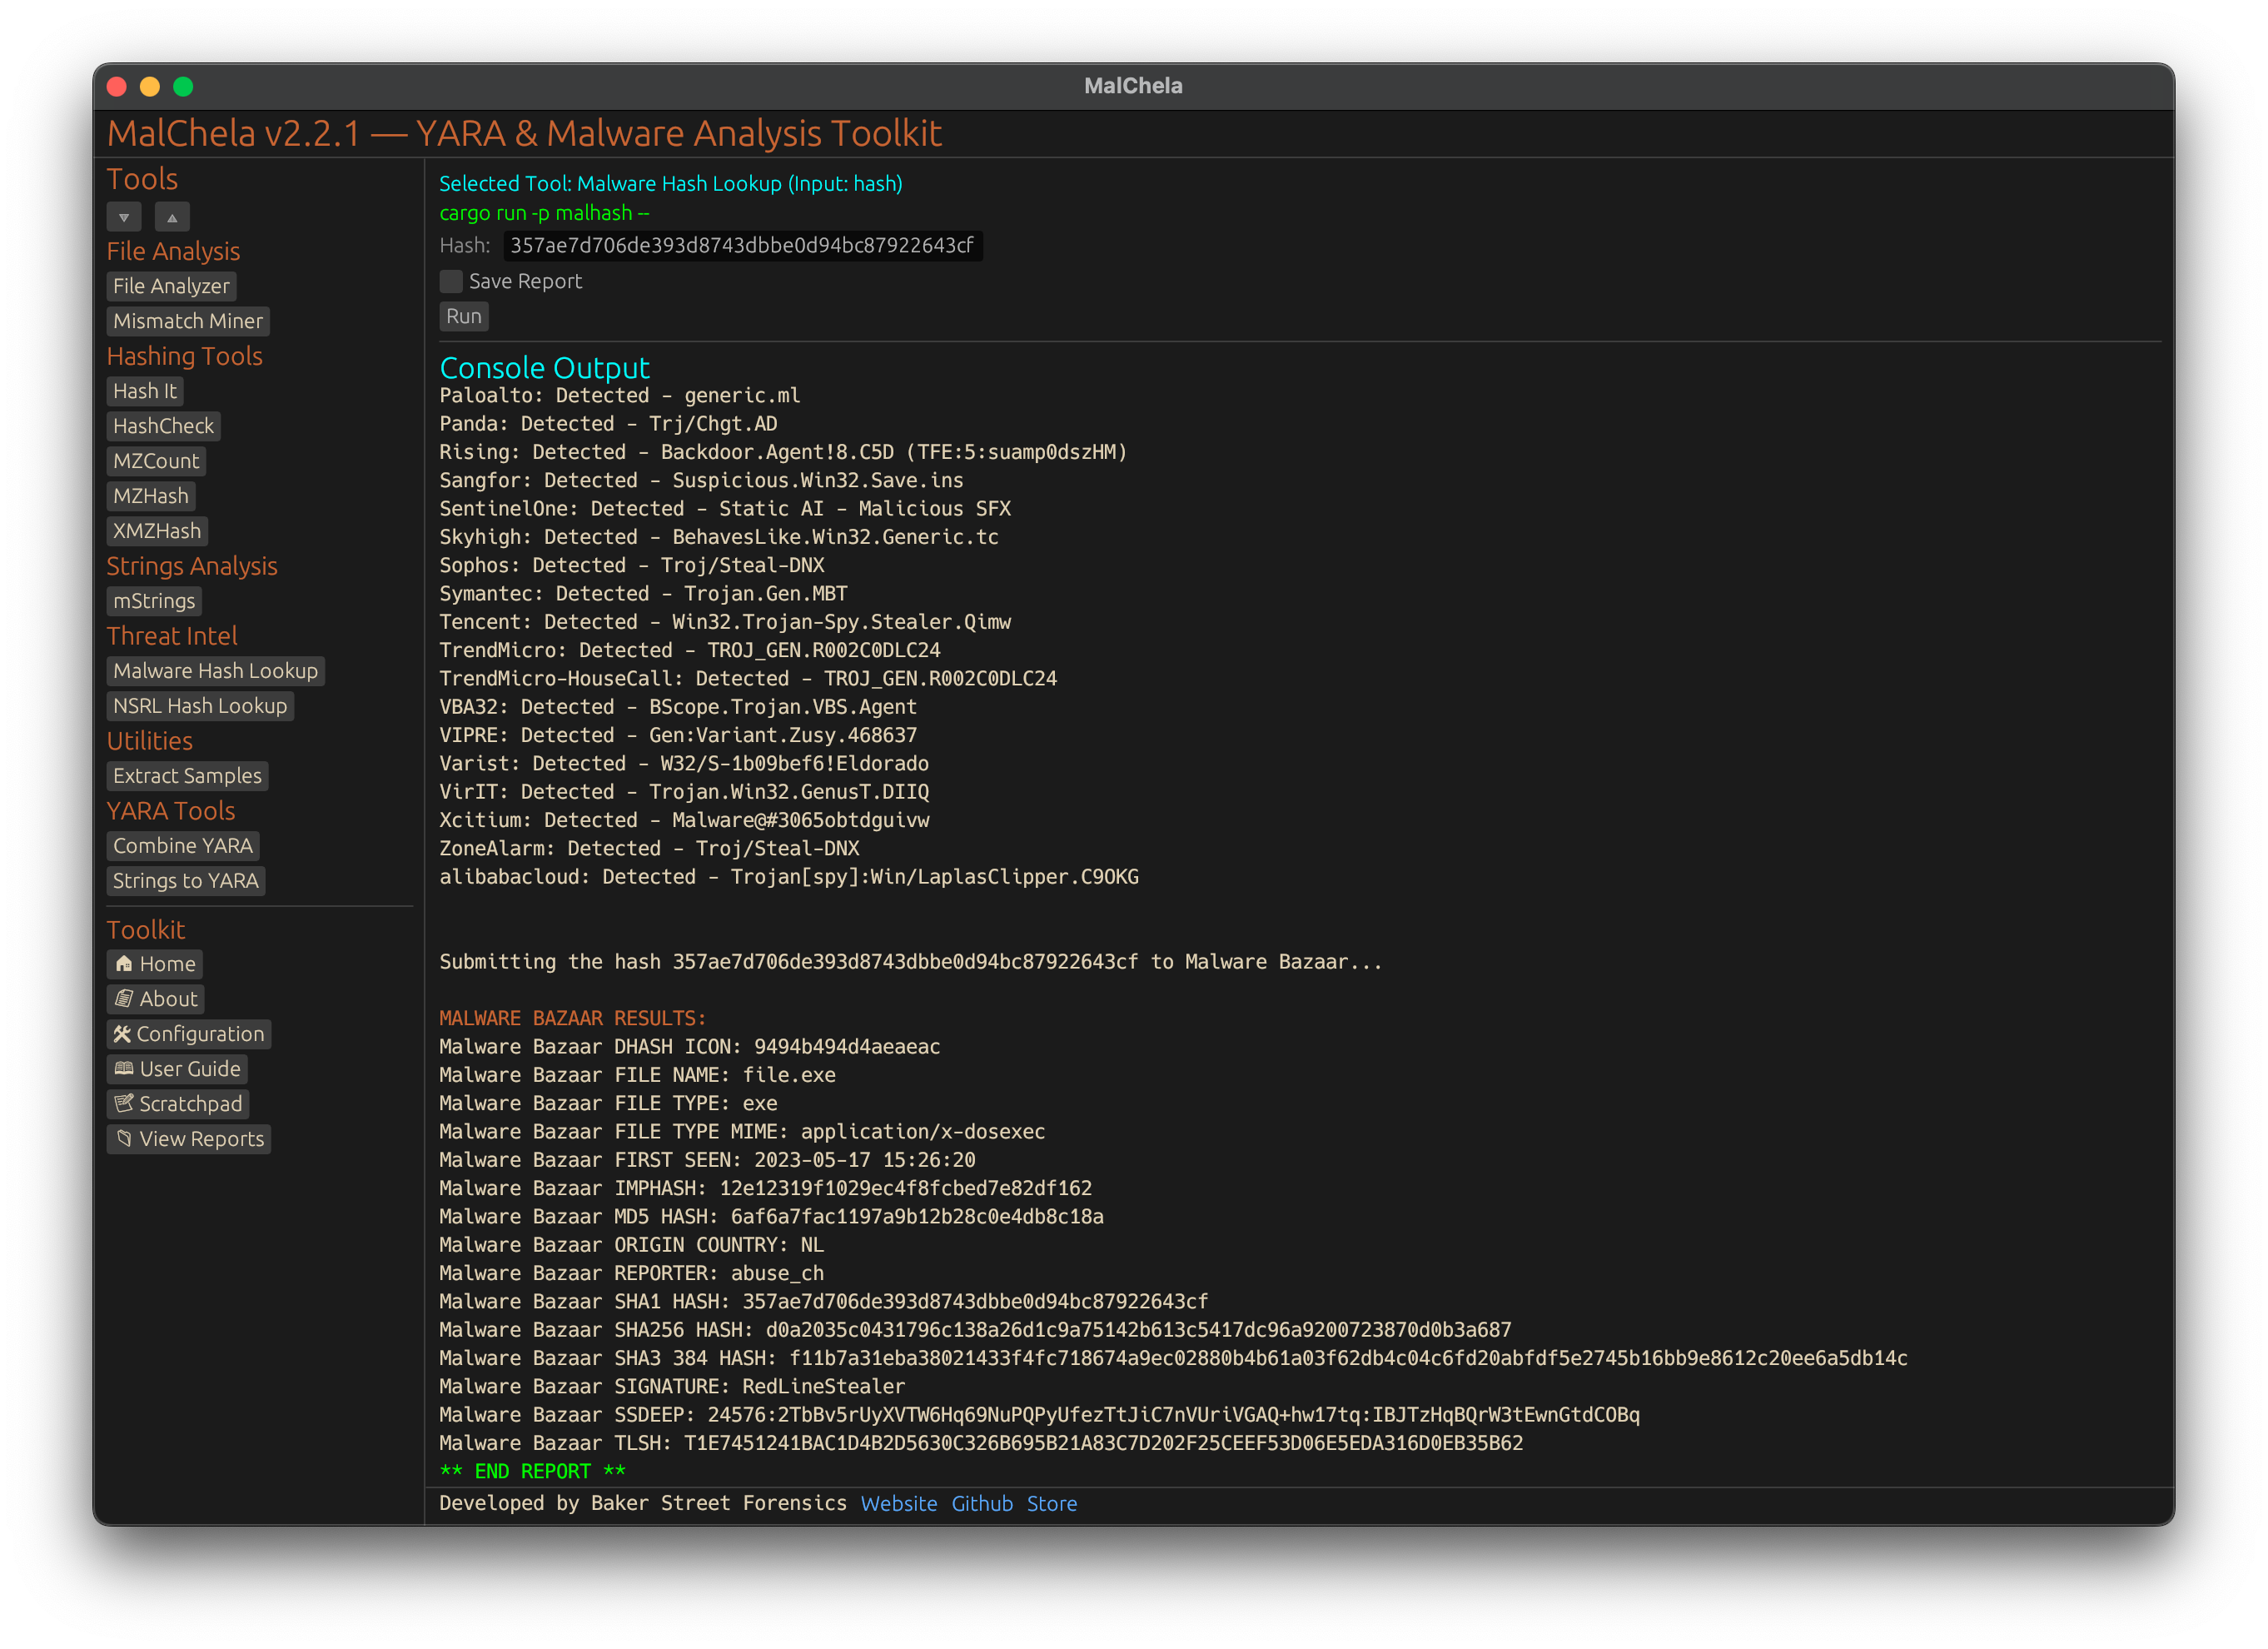 MalChela
MalChela v2.2.1 — YARA & Malware Analysis Toolkit
Tools
File Analysis
File Analyzer
Mismatch Miner
Hashing Tools
Hash It
HashCheck
MZCount
MZHash
XMZHash
Strings Analysis
mStrings
Threat Intel
Malware Hash Lookup
NSRL Hash Lookup
Utilities
Extract Samples
YARA Tools
Combine YARA
Strings to YARA
Toolkit
Home
About
Configuration
User Guide
Scratchpad
View Reports
Selected Tool: Malware Hash Lookup (Input: hash)
cargo run -p malhash --
Hash: 357ae7d706de393d8743dbbe0d94bc87922643cf
Save Report
Run
Console Output
Paloalto: Detected - generic.ml
Panda: Detected - Trj/Chgt.AD
Rising: Detected - Backdoor.Agent!8.C5D (TFE:5:suamp0dszHM)
Sangfor: Detected - Suspicious.Win32.Save.ins
SentinelOne: Detected - Static AI - Malicious SFX
Skyhigh: Detected - BehavesLike.Win32.Generic.tc
Sophos: Detected - Troj/Steal-DNX
Symantec: Detected - Trojan.Gen.MBT
Tencent: Detected - Win32.Trojan-Spy.Stealer.Qimw
TrendMicro: Detected - TROJ_GEN.R002C0DLC24
TrendMicro-HouseCall: Detected - TROJ_GEN.R002C0DLC24
VBA32: Detected - BScope.Trojan.VBS.Agent
VIPRE: Detected - Gen:Variant.Zusy.468637
Varist: Detected - W32/S-1b09bef6!Eldorado
VirIT: Detected - Trojan.Win32.GenusT.DIIQ
Xcitium: Detected - Malware@#3065obtdguivw
ZoneAlarm: Detected - Troj/Steal-DNX
alibabacloud: Detected - Trojan[spy]:Win/LaplasClipper.C9OKG
Submitting the hash 357ae7d706de393d8743dbbe0d94bc87922643cf to Malware Bazaar...
MALWARE BAZAAR RESULTS:
Malware Bazaar DHASH ICON: 9494b494d4aeaeac
Malware Bazaar FILE NAME: file.exe
Malware Bazaar FILE TYPE: exe
Malware Bazaar FILE TYPE MIME: application/x-dosexec
Malware Bazaar FIRST SEEN: 2023-05-17 15:26:20
Malware Bazaar IMPHASH: 12e12319f1029ec4f8fcbed7e82df162
Malware Bazaar MD5 HASH: 6af6a7fac1197a9b12b28c0e4db8c18a
Malware Bazaar ORIGIN COUNTRY: NL
Malware Bazaar REPORTER: abuse_ch
Malware Bazaar SHA1 HASH: 357ae7d706de393d8743dbbe0d94bc87922643cf
Malware Bazaar SHA256 HASH: d0a2035c0431796c138a26d1c9a75142b613c5417dc96a9200723870d0b3a687
Malware Bazaar SHA3 384 HASH: f11b7a31eba38021433f4fc718674a9ec02880b4b61a03f62db4c04c6fd20abfdf5e2745b16bb9e8612c20ee6a5db14c
Malware Bazaar SIGNATURE: RedLineStealer
Malware Bazaar SSDEEP: 24576:2TbBv5rUyXVTW6Hq69NuPQPyUfezTtJiC7nVUriVGAQ+hw17tq:IBJTzHqBQrW3tEwnGtdCOBq
Malware Bazaar TLSH: T1E7451241BAC1D4B2D5630C326B695B21A83C7D202F25CEEF53D06E5EDA316D0EB35B62
** END REPORT **
Developed by Baker Street Forensics Website Github Store